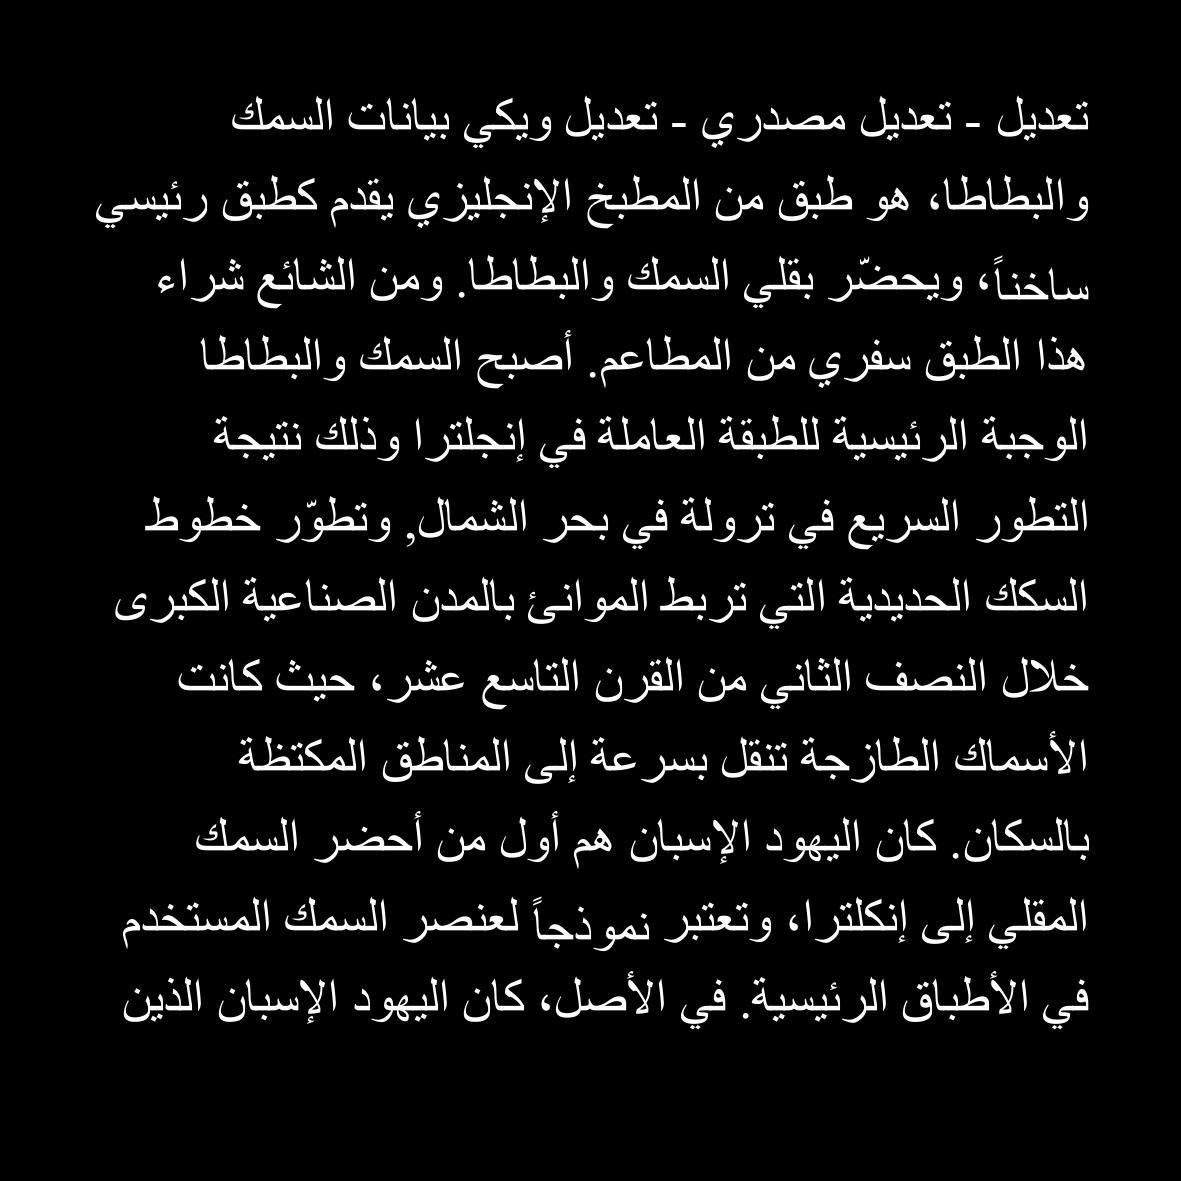 تعديل - تعديل مصدري - تعديل ويكي بيانات السمك
والبطاطا، هو طبق من المطبخ الإنجليزي يقدم كطبق رئيسي
ساخناً، ويحضّر بقلي السمك والبطاطا. ومن الشائع شراء
هذا الطبق سفري من المطاعم. أصبح السمك والبطاطا
الوجبة الرئيسية للطبقة العاملة في إنجلترا وذلك نتيجة
التطور السريع في ترولة في بحر الشمال, وتطوّر خطوط
السكك الحديدية التي تربط الموانئ بالمدن الصناعية الكبرى
خلال النصف الثاني من القرن التاسع عشر، حيث كانت
الأسماك الطازجة تنقل بسرعة إلى المناطق المكتظة
بالسكان. كان اليهود الإسبان هم أول من أحضر السمك
المقلي إلى إنكلترا، وتعتبر نموذجاً لعنصر السمك المستخدم
في الأطباق الرئيسية. في الأصل، كان اليهود الإسبان الذين